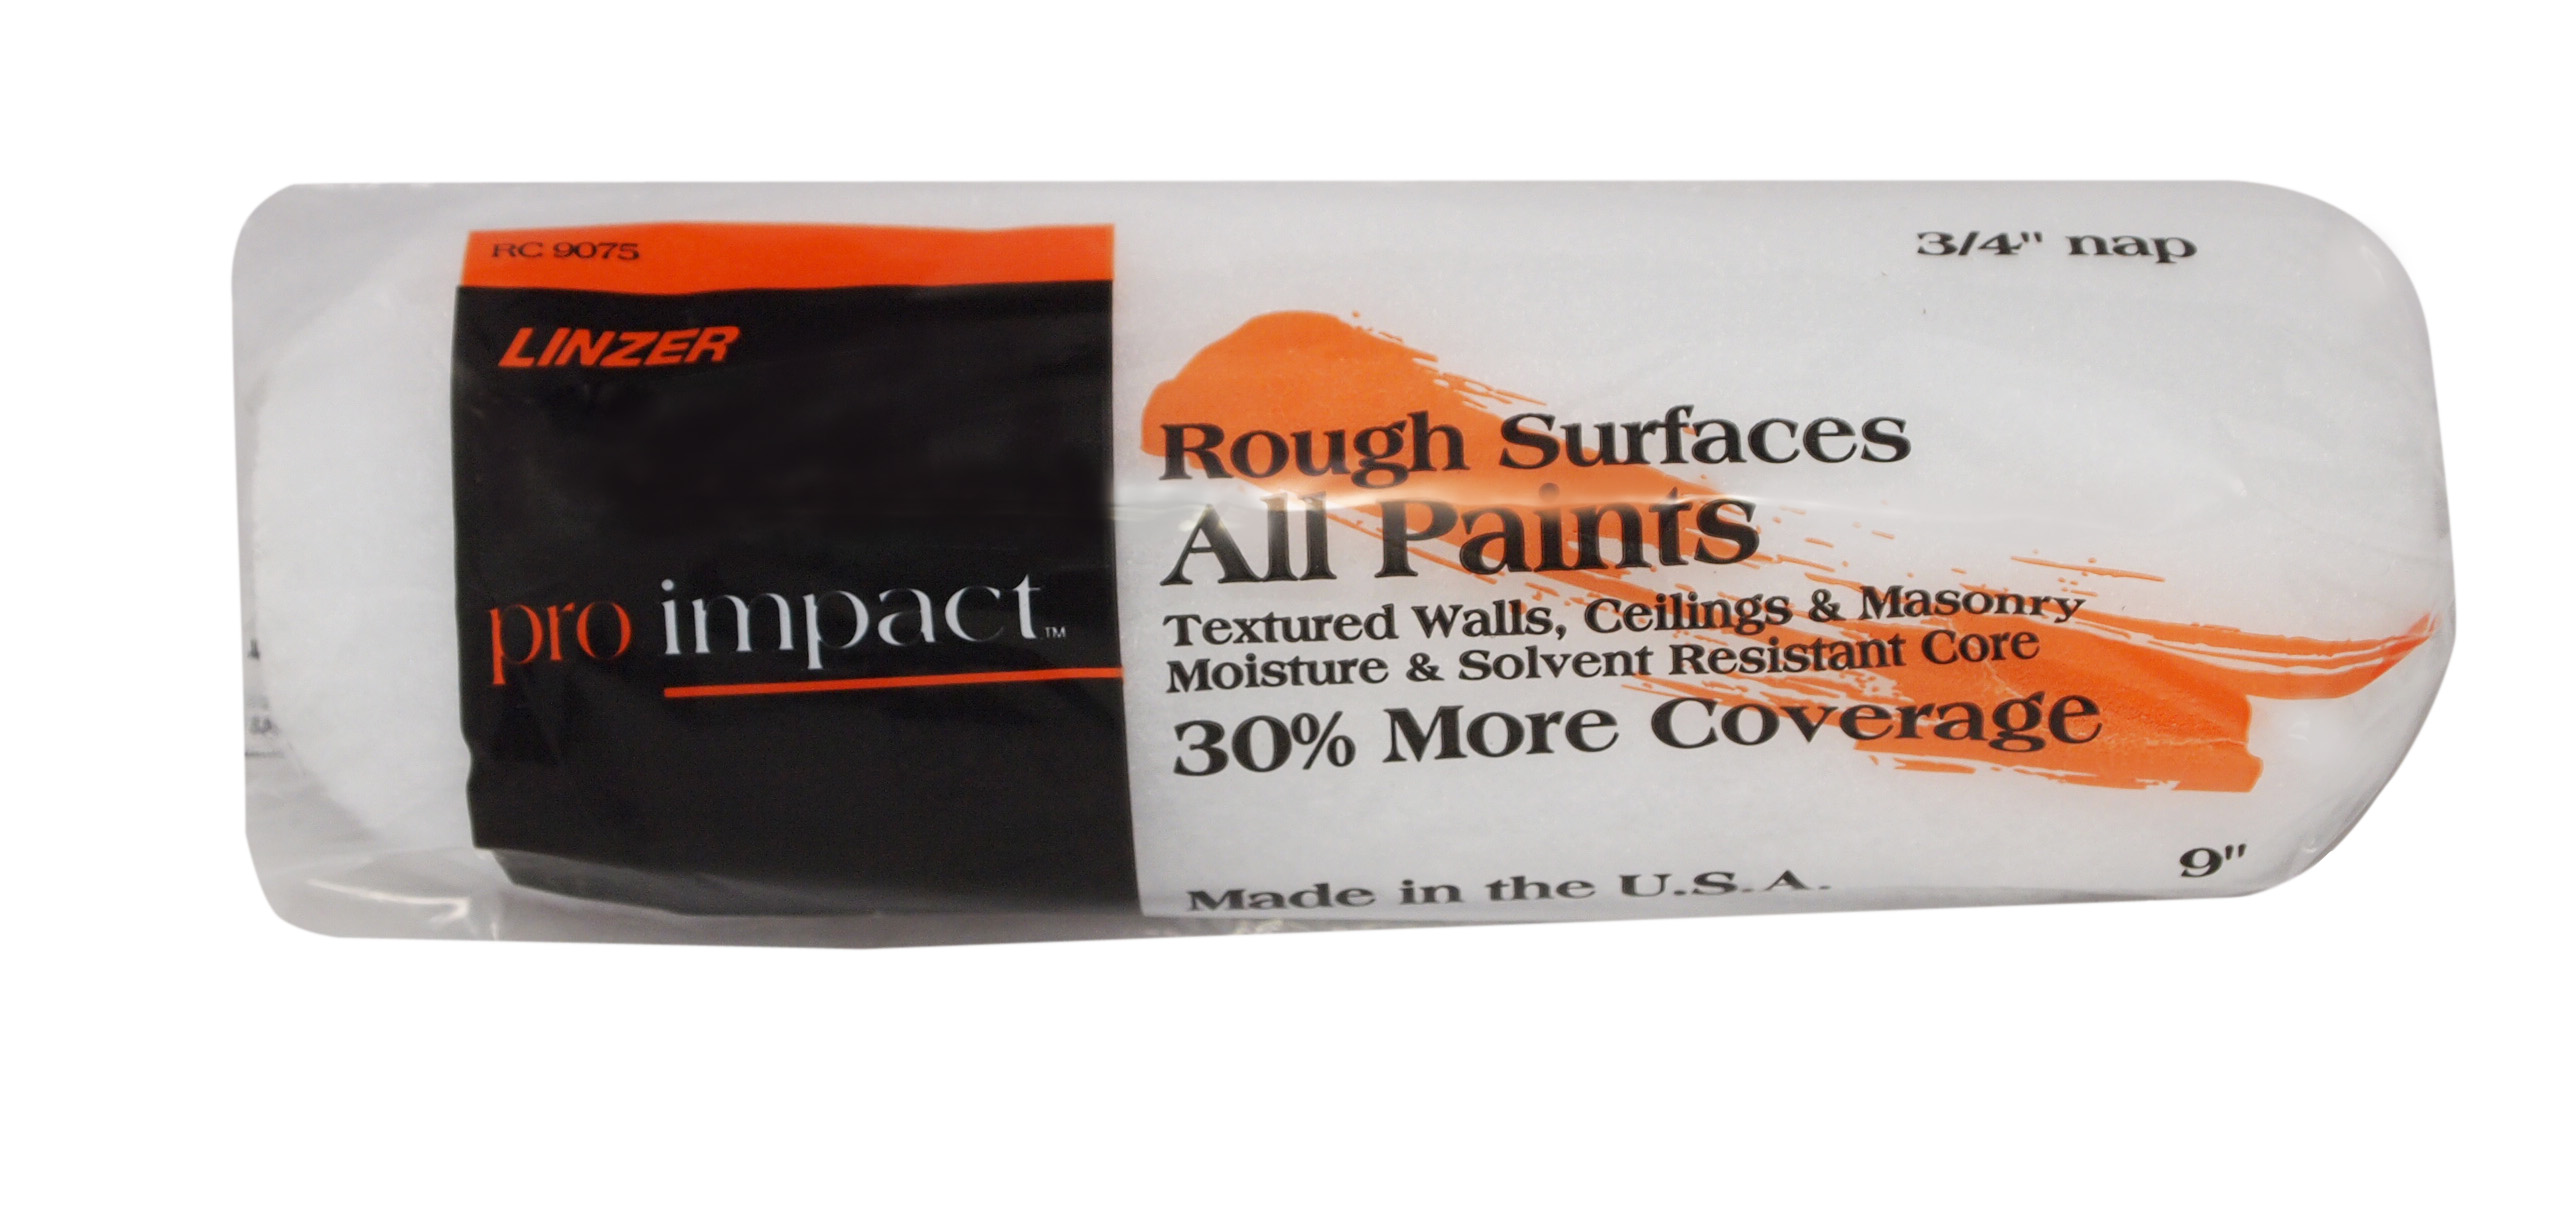 RC 9075
LINZER
pro impact™
3/4" nap
Rough Surfaces
All Paints
Textured Walls, Ceilings & Masonry
Moisture & Solvent Resistant Core
30% More Coverage
Made in the U.S.A.
9"